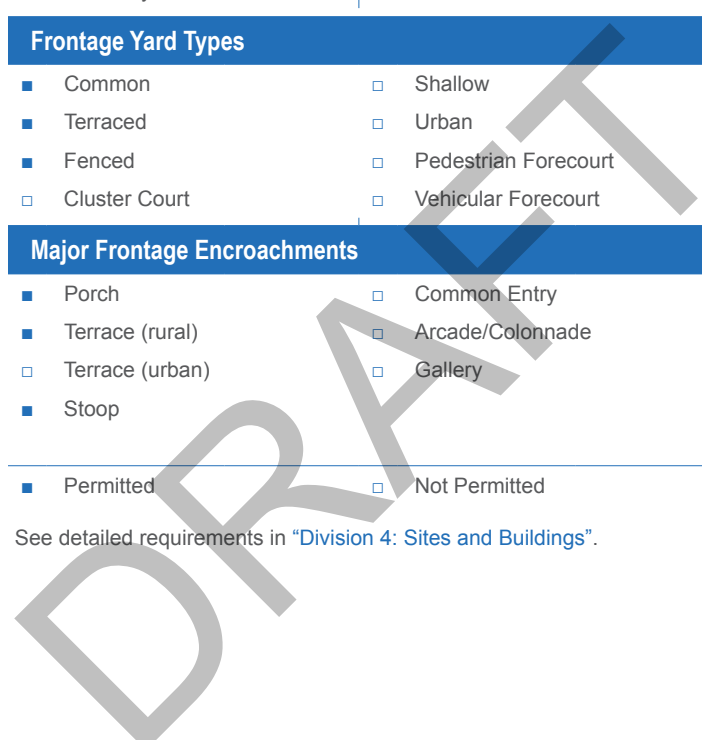 Frontage Yard Types
■ Common □ Shallow
■ Terraced □ Urban
■ Fenced □ Pedestrian Forecourt
□ Cluster Court □ Vehicular Forecourt
Major Frontage Encroachments
■ Porch □ Common Entry
■ Terrace (rural) □ Arcade/Colonnade
□ Terrace (urban) □ Gallery
■ Stoop
■ Permitted □ Not Permitted
See detailed requirements in “Division 4: Sites and Buildings”.
DRAFT